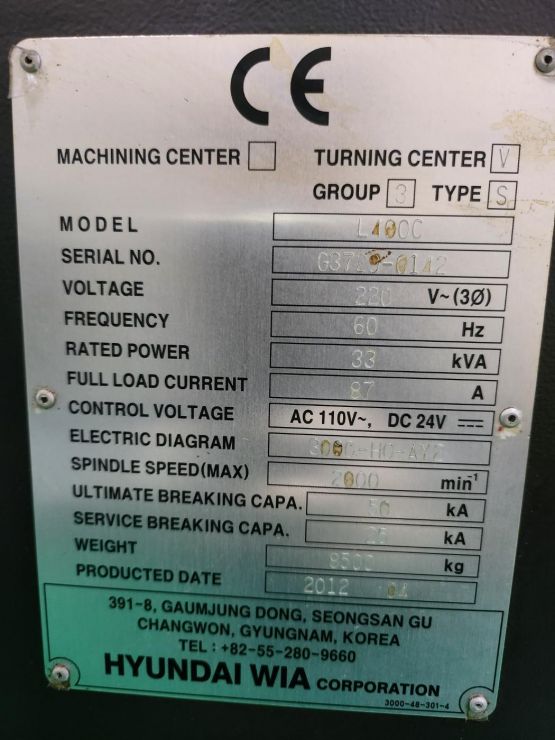 CE
MACHINING CENTER TURNING CENTER V
GROUP 3 TYPE S
MODEL L400C
SERIAL NO.
VOLTAGE 220 V~(3Ø)
FREQUENCY 60 Hz
RATED POWER 33 kVA
FULL LOAD CURRENT 87 A
CONTROL VOLTAGE AC 110V~, DC 24V
ELECTRIC DIAGRAM
SPINDLE SPEED(MAX) 2000 min⁻¹
ULTIMATE BREAKING CAPA. 50 kA
SERVICE BREAKING CAPA. 25 kA
WEIGHT 8500 kg
PRODUCTED DATE 2012 04
391-8, GAUMJUNG DONG, SEONGSAN GU
CHANGWON, GYUNGNAM, KOREA
TEL : +82-55-280-9660
HYUNDAI WIA CORPORATION
3000-48-301-4